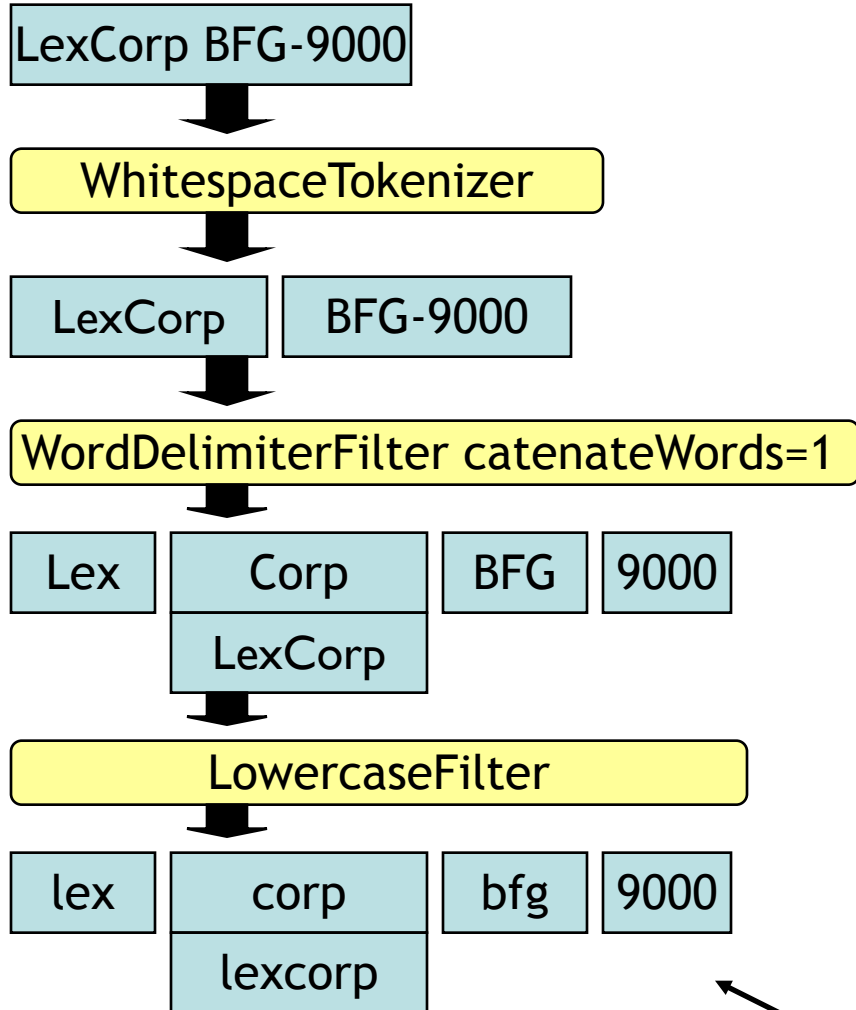 LexCorp BFG-9000
WhitespaceTokenizer
LexCorp BFG-9000
WordDelimiterFilter catenateWords=1
Lex Corp BFG 9000
LexCorp
LowercaseFilter
lex corp bfg 9000
lexcorp